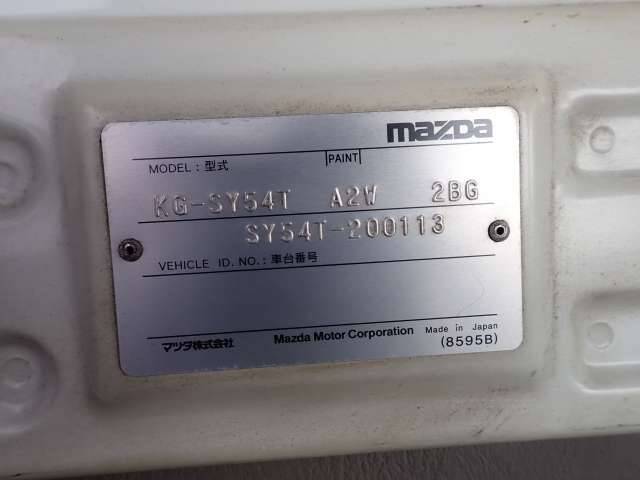 mazda
MODEL : 型式 PAINT
KG-SY54T A2W 2BG
SY54T-200113
VEHICLE ID. NO. : 車台番号
マツダ株式会社 Mazda Motor Corporation Made in Japan
(8595B)